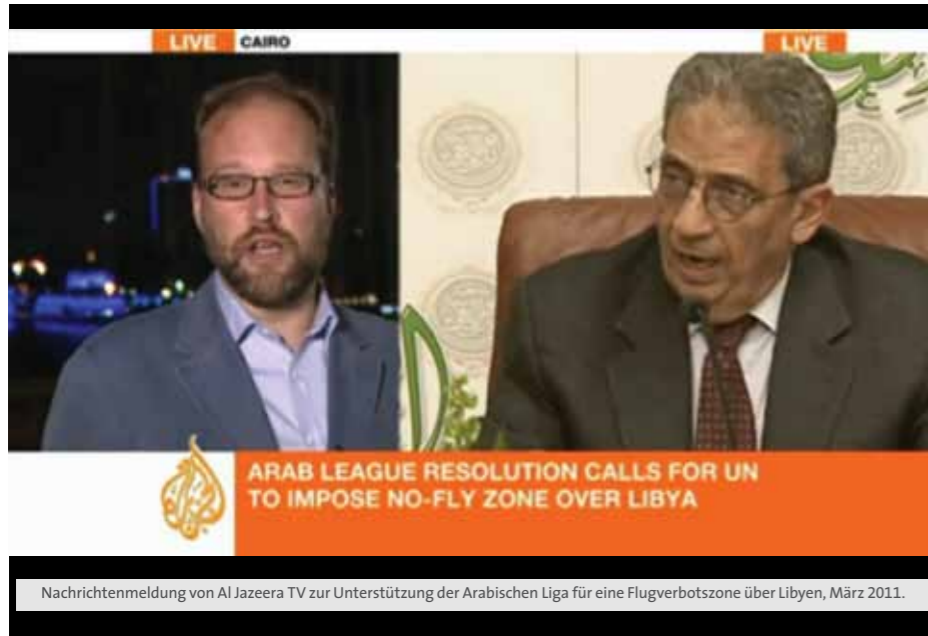 LIVE CAIRO
LIVE
ARAB LEAGUE RESOLUTION CALLS FOR UN
TO IMPOSE NO-FLY ZONE OVER LIBYA
Nachrichtenmeldung von Al Jazeera TV zur Unterstützung der Arabischen Liga für eine Flugverbotszone über Libyen, März 2011.